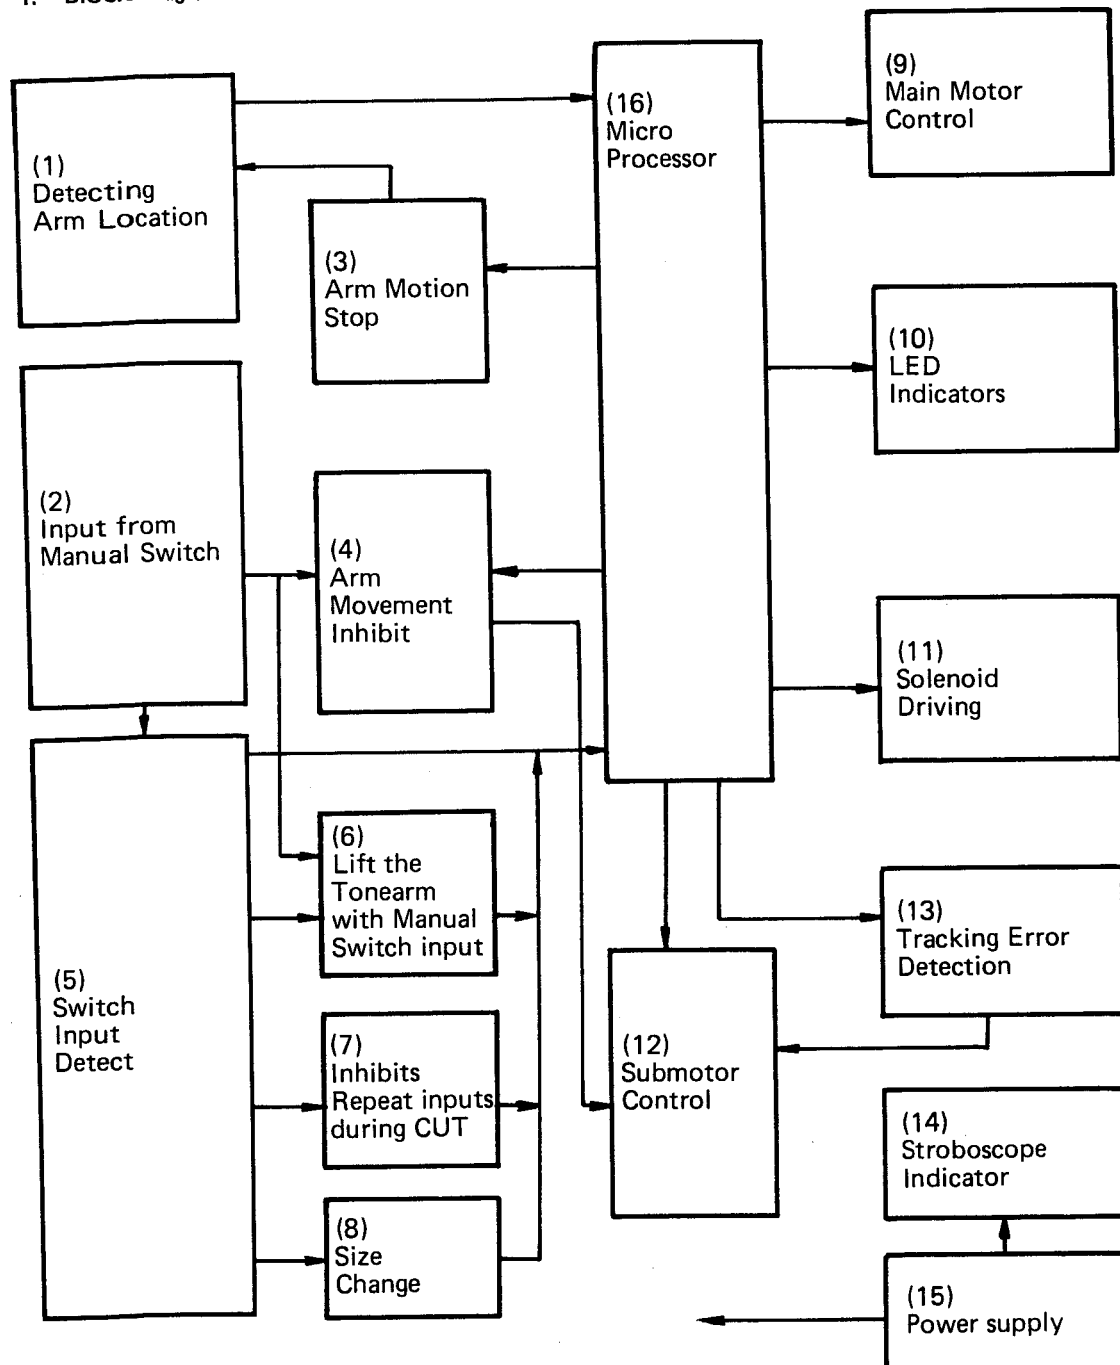 (1)
Detecting
Arm Location
(2)
Input from
Manual Switch
(3)
Arm Motion
Stop
(4)
Arm
Movement
Inhibit
(5)
Switch
Input
Detect
(6)
Lift the
Tonearm
with Manual
Switch input
(7)
Inhibits
Repeat inputs
during CUT
(8)
Size
Change
(16)
Micro
Processor
(12)
Submotor
Control
(9)
Main Motor
Control
(10)
LED
Indicators
(11)
Solenoid
Driving
(13)
Tracking Error
Detection
(14)
Stroboscope
Indicator
(15)
Power supply